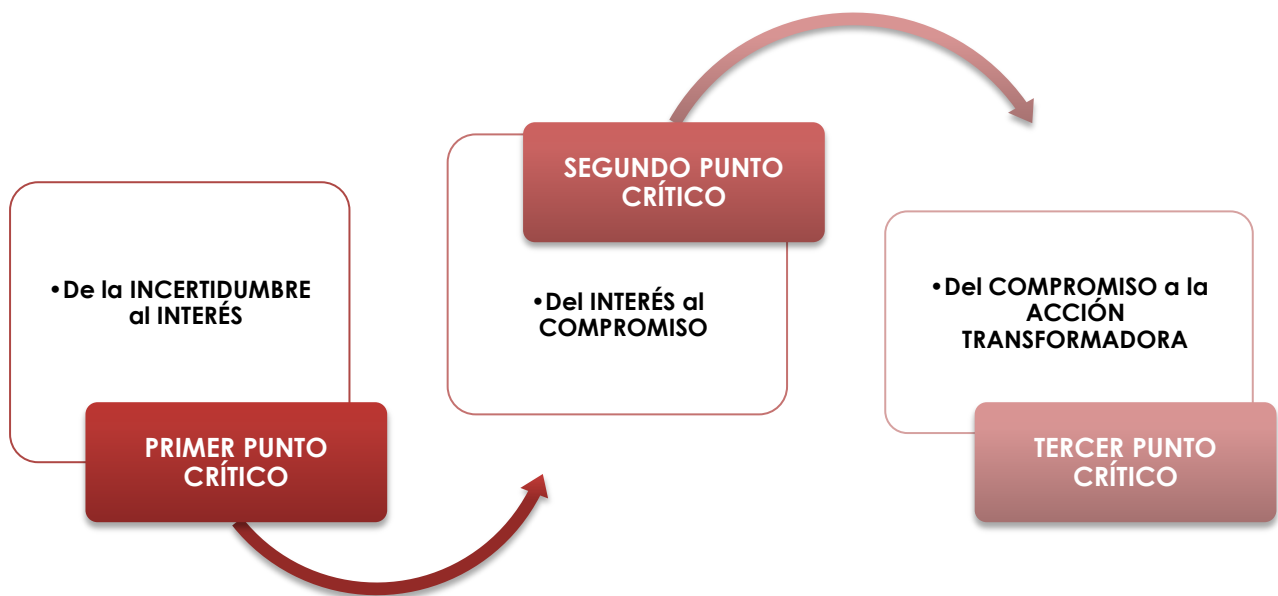 •De la INCERTIDUMBRE
al INTERÉS
PRIMER PUNTO
CRÍTICO
SEGUNDO PUNTO
CRÍTICO
•Del INTERÉS al
COMPROMISO
•Del COMPROMISO a la
ACCIÓN
TRANSFORMADORA
TERCER PUNTO
CRÍTICO